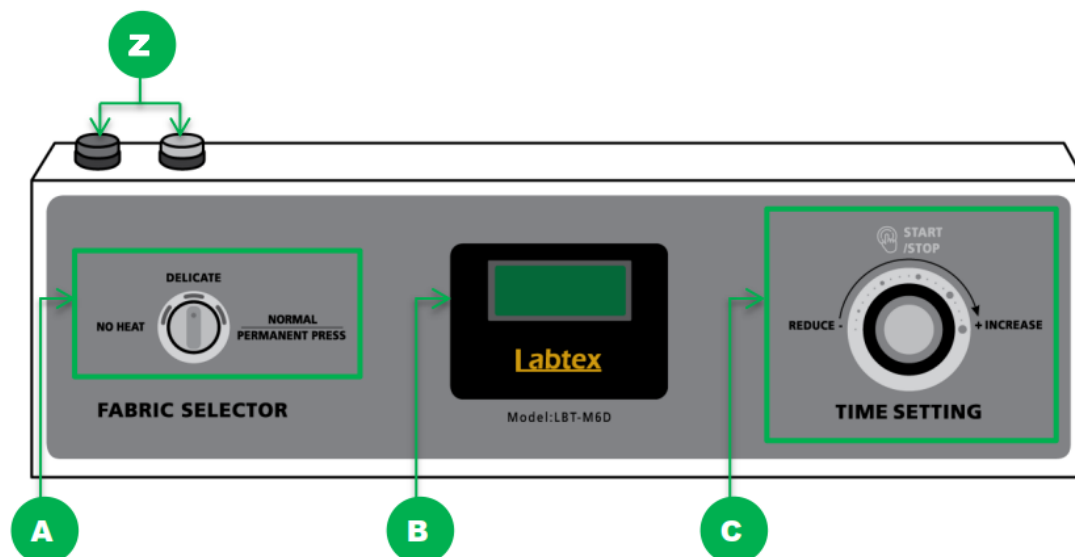 Z
START
/STOP
DELICATE
NO HEAT
NORMAL
PERMANENT PRESS
REDUCE -
+ INCREASE
Labtex
FABRIC SELECTOR
Model:LBT-M6D
TIME SETTING
A
B
C